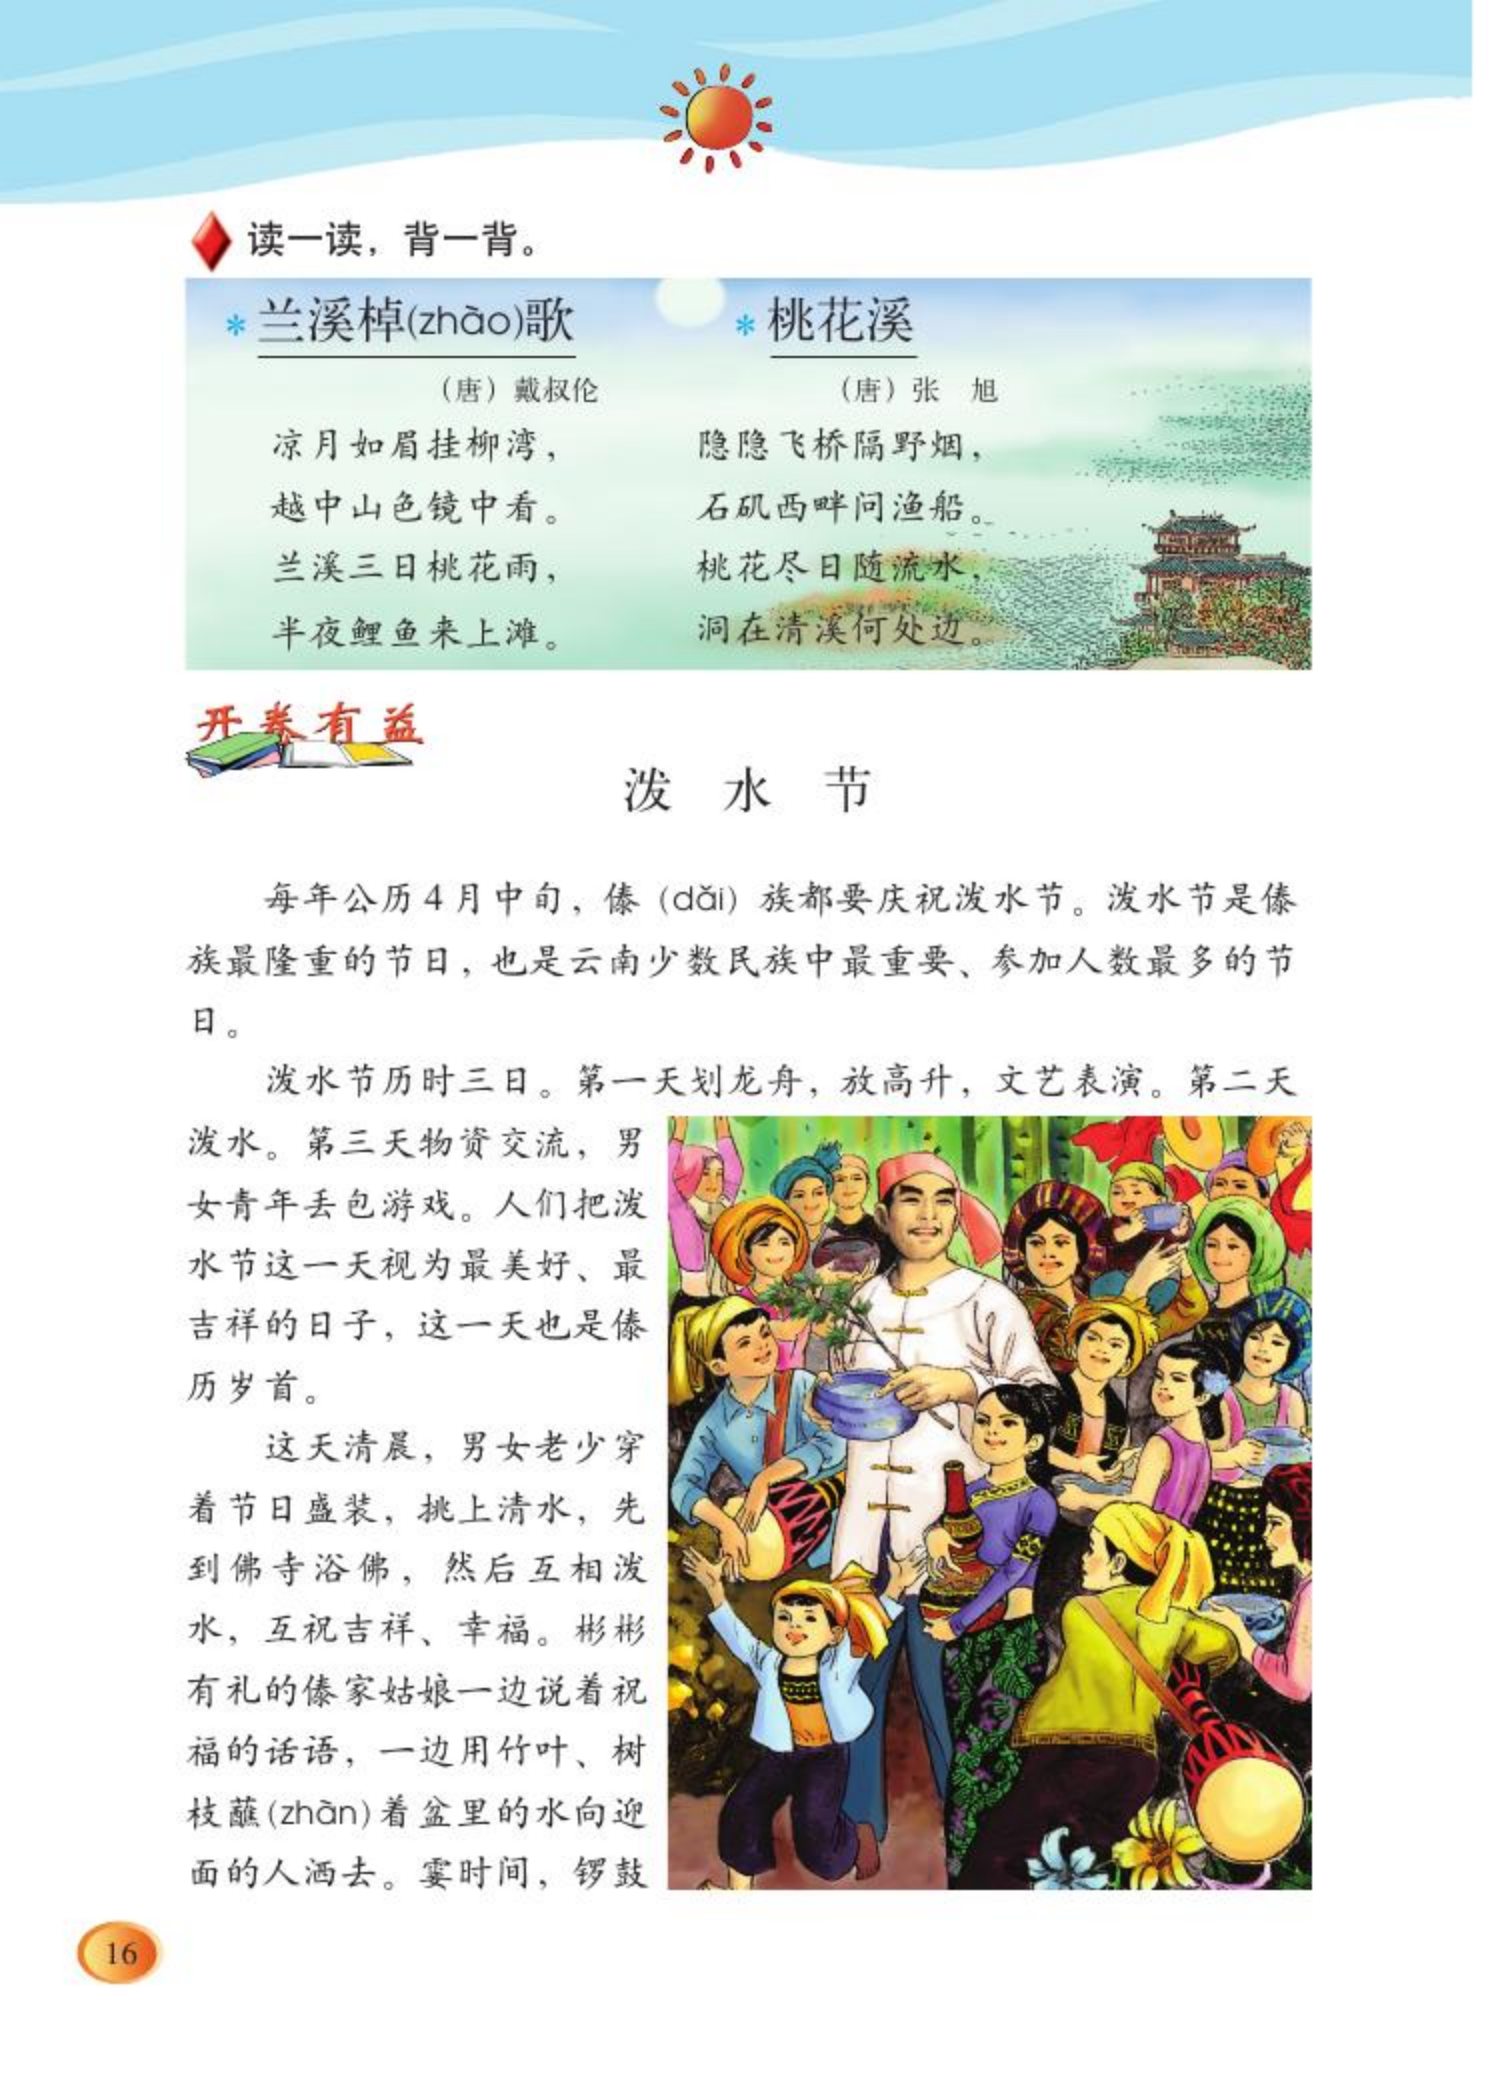 读一读，背一背。
*兰溪棹(zhào)歌
（唐）戴叔伦
凉月如眉挂柳湾，
越中山色镜中看。
兰溪三日桃花雨，
半夜鲤鱼来上滩。
*桃花溪
（唐）张　旭
隐隐飞桥隔野烟，
石矶西畔问渔船。
桃花尽日随流水，
洞在清溪何处边。
开卷有益
泼　水　节
每年公历4月中旬，傣（dǎi）族都要庆祝泼水节。泼水节是傣
族最隆重的节日，也是云南少数民族中最重要、参加人数最多的节
日。
泼水节历时三日。第一天划龙舟，放高升，文艺表演。第二天
泼水。第三天物资交流，男
女青年丢包游戏。人们把泼
水节这一天视为最美好、最
吉祥的日子，这一天也是傣
历岁首。
这天清晨，男女老少穿
着节日盛装，挑上清水，先
到佛寺浴佛，然后互相泼
水，互祝吉祥、幸福。彬彬
有礼的傣家姑娘一边说着祝
福的话语，一边用竹叶、树
枝蘸(zhàn)着盆里的水向迎
面的人洒去。霎时间，锣鼓
16